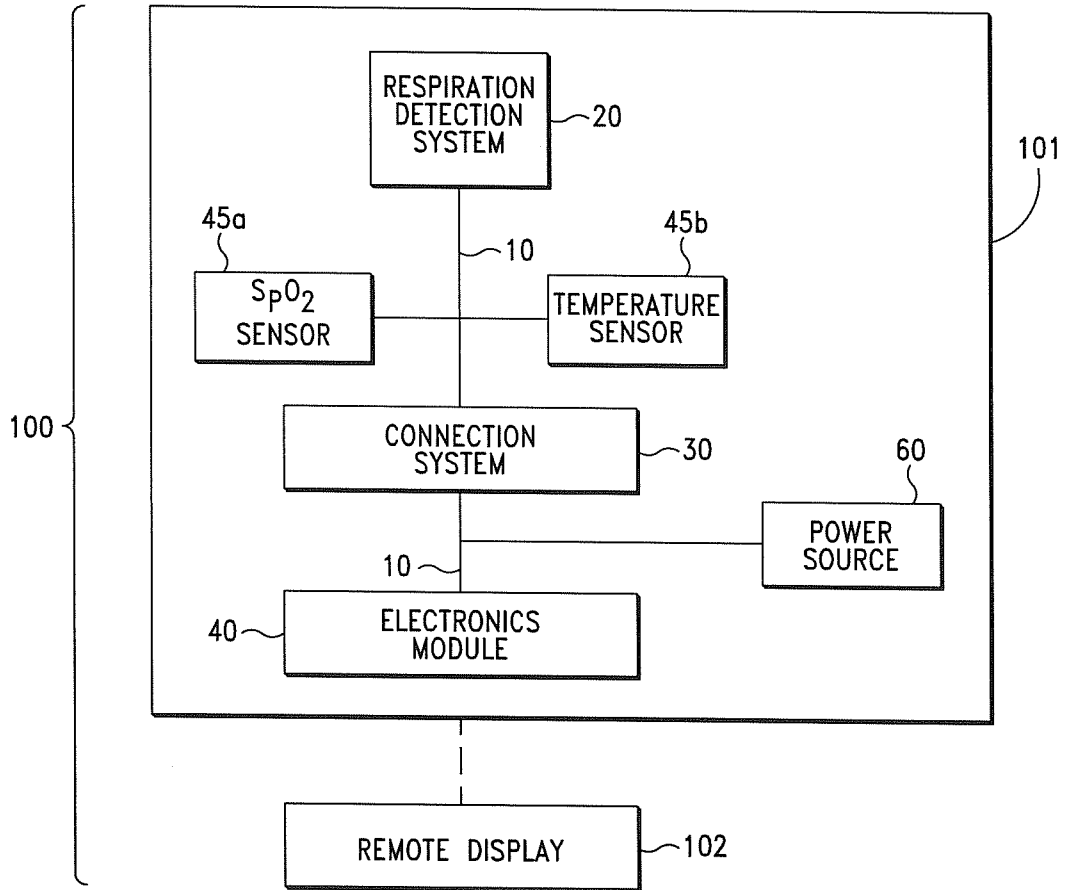 RESPIRATION
DETECTION
SYSTEM
20
101
45a
10
45b
SpO2
SENSOR
TEMPERATURE
SENSOR
100
CONNECTION
SYSTEM
30
60
POWER
SOURCE
10
40
ELECTRONICS
MODULE
REMOTE DISPLAY
102